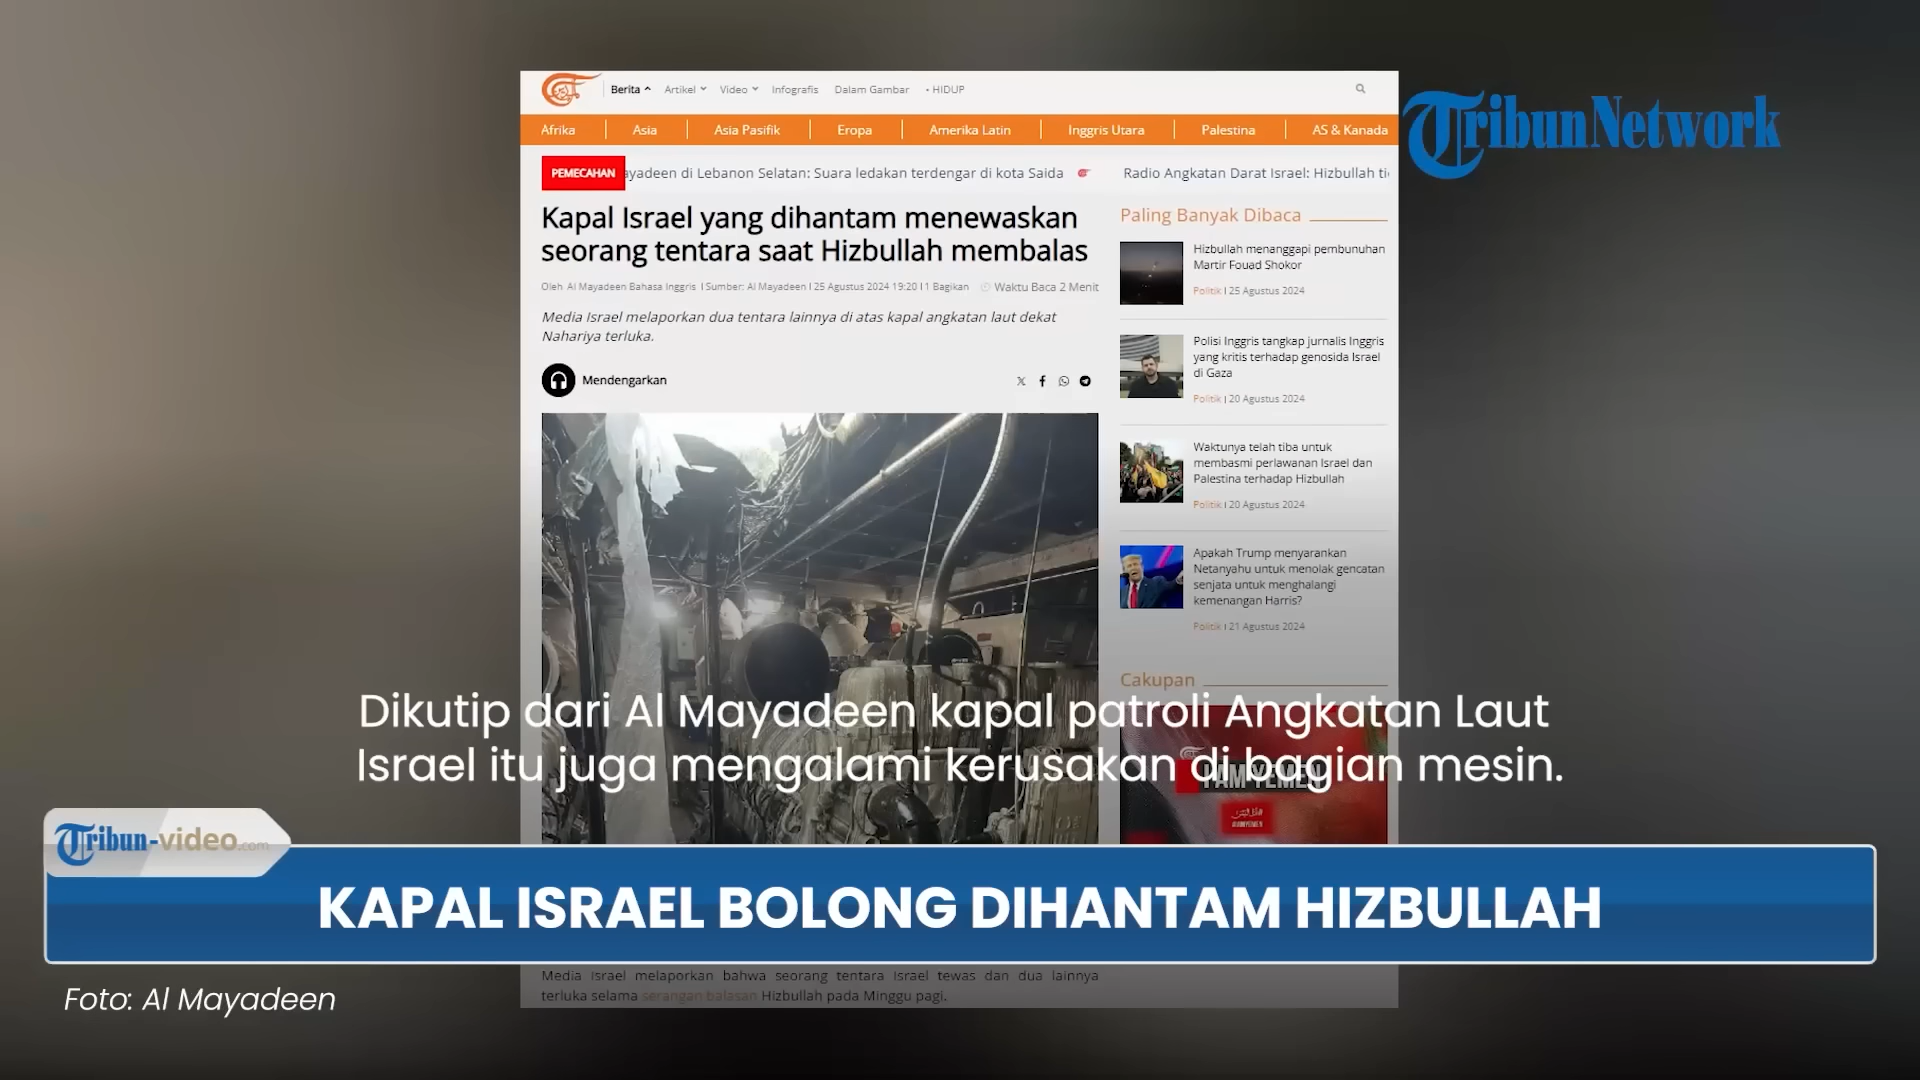 Berita Artikel Video Infografis Dalam Gambar • HIDUP
TribunNetwork
Afrika Asia Asia Pasifik Eropa Amerika Latin Inggris Utara Palestina AS & Kanada
PEMECAHAN ayadeen di Lebanon Selatan: Suara ledakan terdengar di kota Saida Radio Angkatan Darat Israel: Hizbullah
Kapal Israel yang dihantam menewaskan
seorang tentara saat Hizbullah membalas
Oleh Al Mayadeen Bahasa Inggris | Sumber: Al Mayadeen | 25 Agustus 2024 19:20 | 1 Bagikan Waktu Baca 2 Menit
Media Israel melaporkan dua tentara lainnya di atas kapal angkatan laut dekat
Nahariya terluka.
Mendengarkan
Paling Banyak Dibaca
Hizbullah menanggapi pembunuhan
Martir Fouad Shokor
Politik | 25 Agustus 2024
Polisi Inggris tangkap jurnalis Inggris
yang kritis terhadap genosida Israel
di Gaza
Politik | 20 Agustus 2024
Waktunya telah tiba untuk
membasmi perlawanan Israel dan
Palestina terhadap Hizbullah
Politik | 20 Agustus 2024
Apakah Trump menyarankan
Netanyahu untuk menolak gencatan
senjata untuk menghalangi
kemenangan Harris?
Politik | 21 Agustus 2024
Cakupan
Dikutip dari Al Mayadeen kapal patroli Angkatan Laut
Israel itu juga mengalami kerusakan di bagian mesin.
I AM YEMEN
Tribun-video.com
KAPAL ISRAEL BOLONG DIHANTAM HIZBULLAH
Media Israel melaporkan bahwa seorang tentara Israel tewas dan dua lainnya
terluka selama serangan balasan Hizbullah pada Minggu pagi.
Foto: Al Mayadeen